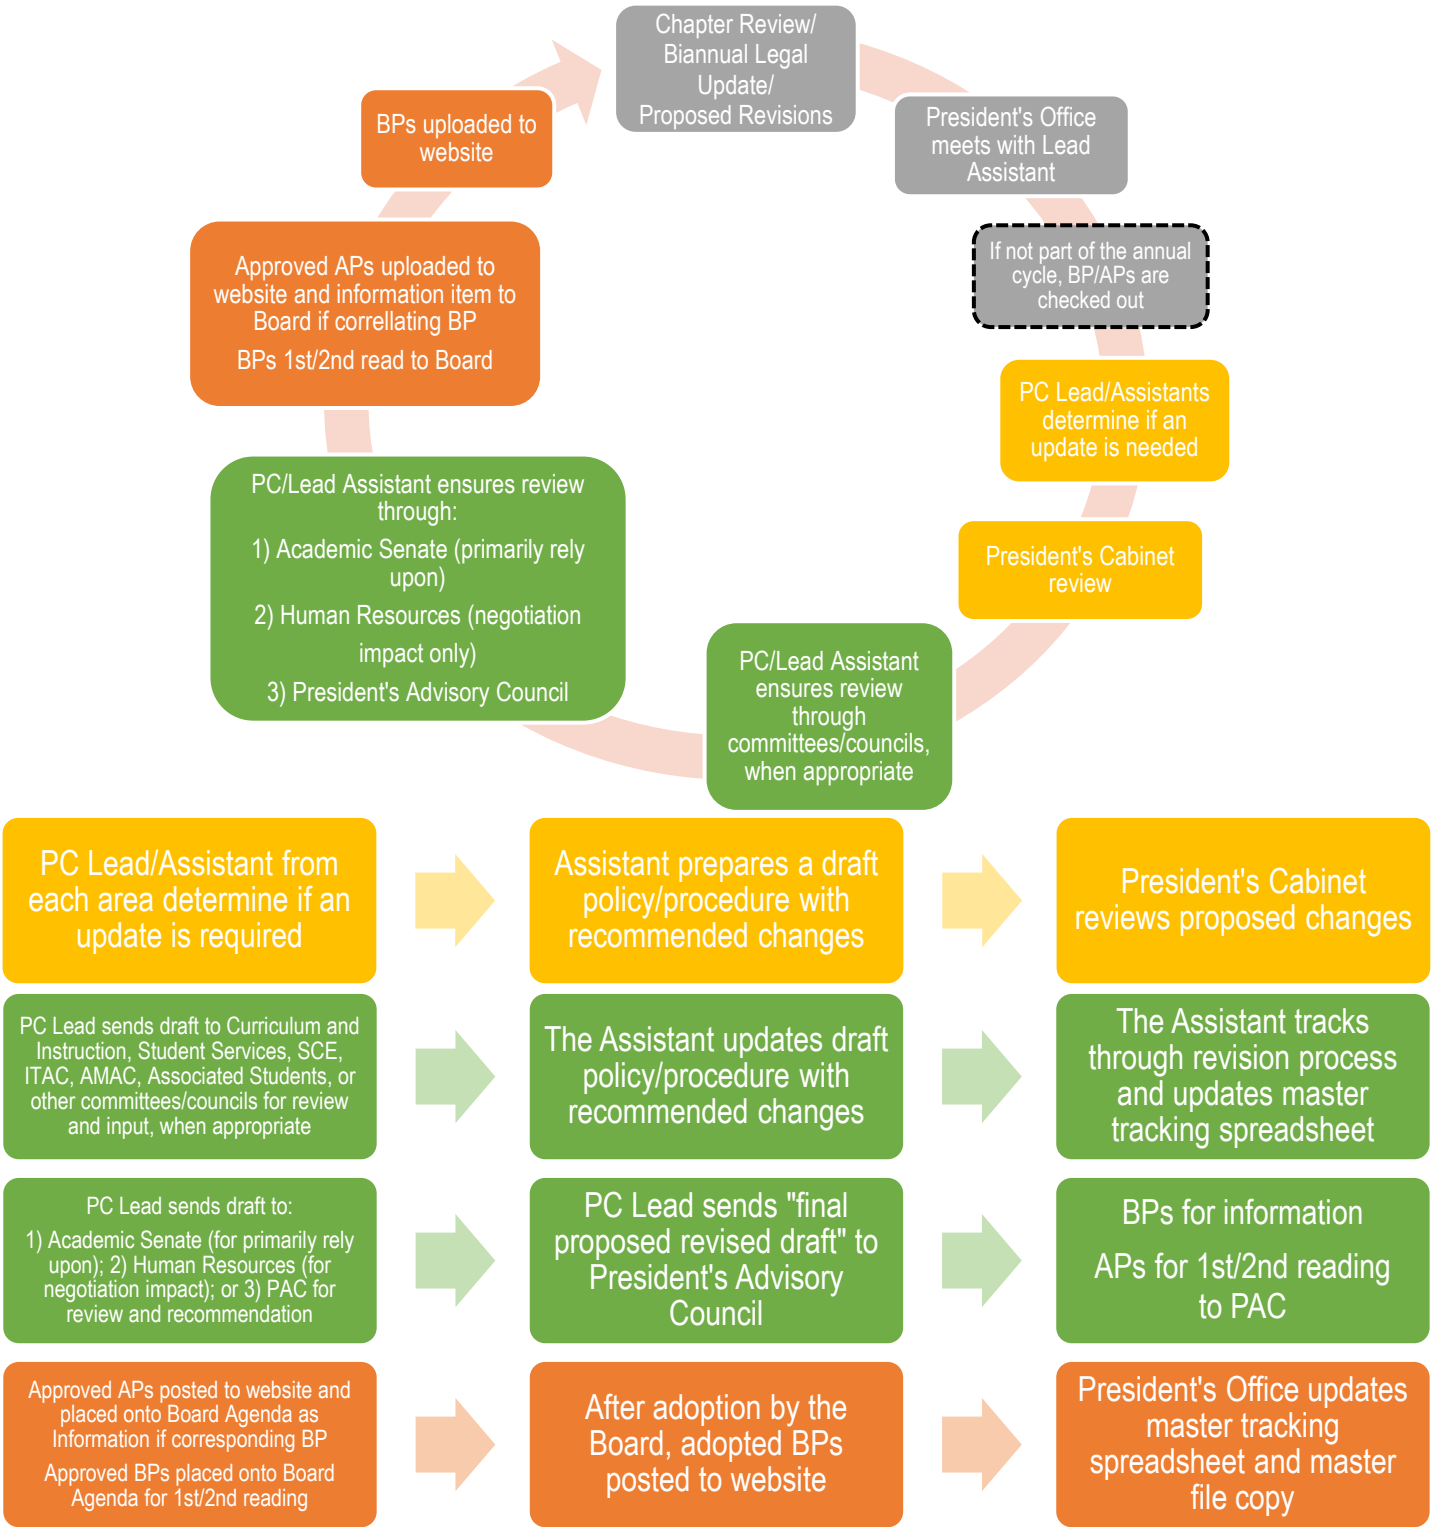 Chapter Review/
Biannual Legal
Update/
Proposed Revisions
President's Office
meets with Lead
Assistant
If not part of the annual
cycle, BP/APs are
checked out
PC Lead/Assistants
determine if an
update is needed
President's Cabinet
review
PC/Lead Assistant
ensures review
through
committees/councils,
when appropriate
PC/Lead Assistant ensures review
through:
1) Academic Senate (primarily rely
upon)
2) Human Resources (negotiation
impact only)
3) President's Advisory Council
Approved APs uploaded to
website and information item to
Board if correllating BP
BPs 1st/2nd read to Board
BPs uploaded to
website
PC Lead/Assistant from
each area determine if an
update is required
Assistant prepares a draft
policy/procedure with
recommended changes
President's Cabinet
reviews proposed changes
PC Lead sends draft to Curriculum and
Instruction, Student Services, SCE,
ITAC, AMAC, Associated Students, or
other committees/councils for review
and input, when appropriate
The Assistant updates draft
policy/procedure with
recommended changes
The Assistant tracks
through revision process
and updates master
tracking spreadsheet
PC Lead sends draft to:
1) Academic Senate (for primarily rely
upon); 2) Human Resources (for
negotiation impact); or 3) PAC for
review and recommendation
PC Lead sends "final
proposed revised draft" to
President's Advisory
Council
BPs for information
APs for 1st/2nd reading
to PAC
Approved APs posted to website and
placed onto Board Agenda as
Information if corresponding BP
Approved BPs placed onto Board
Agenda for 1st/2nd reading
After adoption by the
Board, adopted BPs
posted to website
President's Office updates
master tracking
spreadsheet and master
file copy